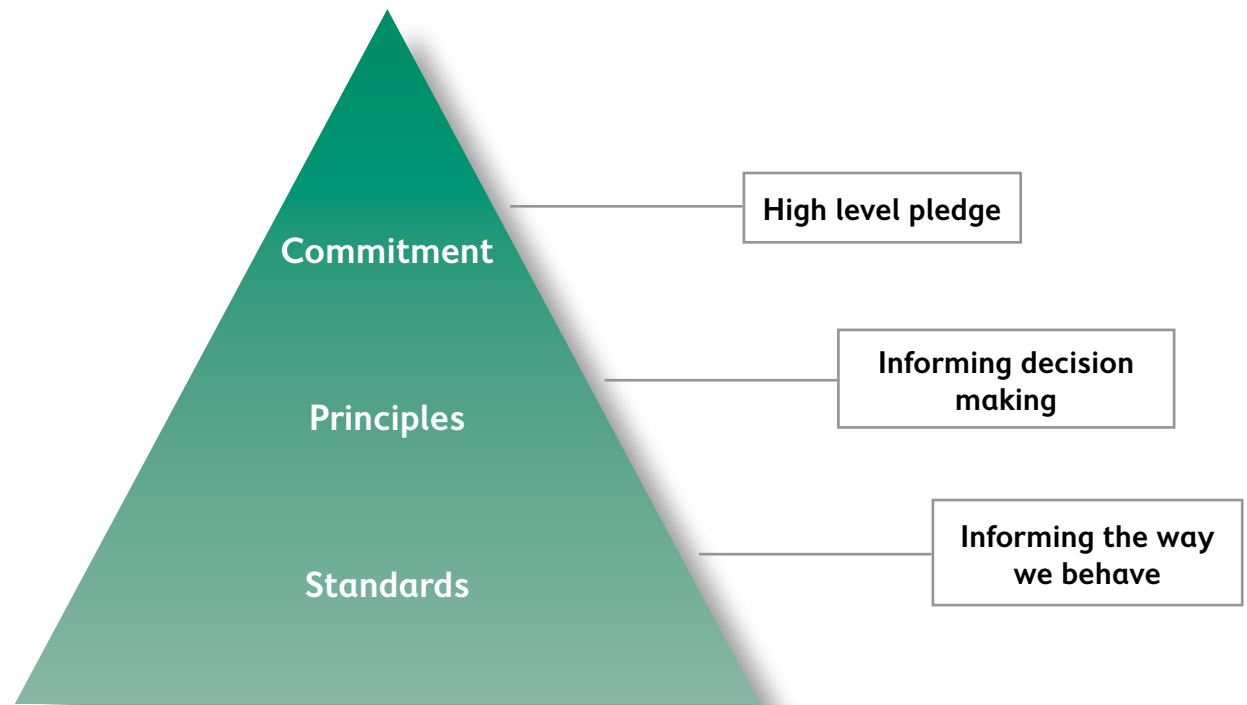 Commitment
High level pledge
Principles
Informing decision
making
Standards
Informing the way
we behave